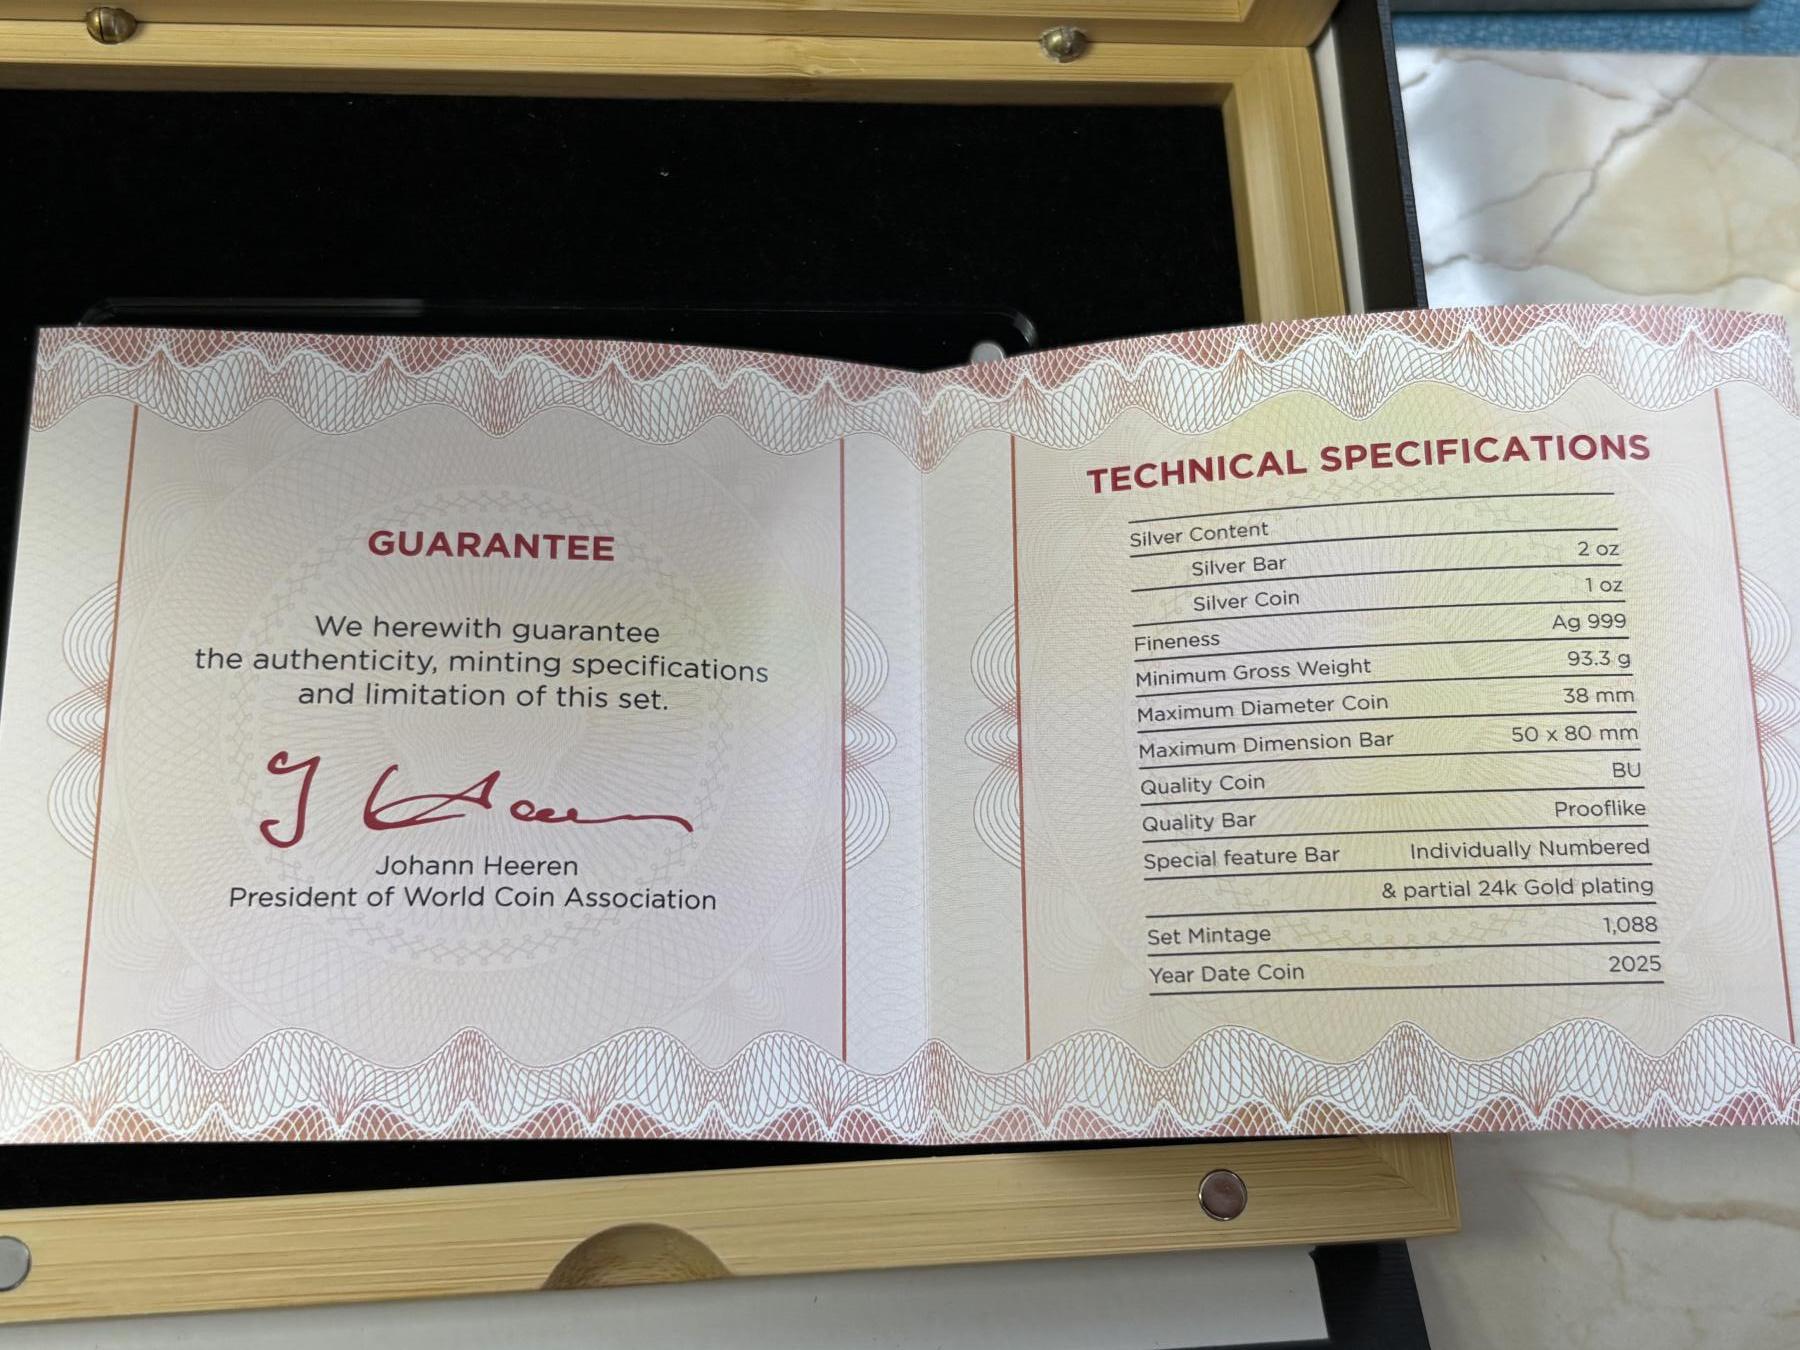 GUARANTEE
We herewith guarantee
the authenticity, minting specifications
and limitation of this set.
Johann Heeren
President of World Coin Association
TECHNICAL SPECIFICATIONS
Silver Content
Silver Bar 2 oz
Silver Coin 1 oz
Fineness Ag 999
Minimum Gross Weight 93.3 g
Maximum Diameter Coin 38 mm
Maximum Dimension Bar 50 x 80 mm
Quality Coin BU
Quality Bar Prooflike
Special feature Bar Individually Numbered
& partial 24k Gold plating
Set Mintage 1,088
Year Date Coin 2025